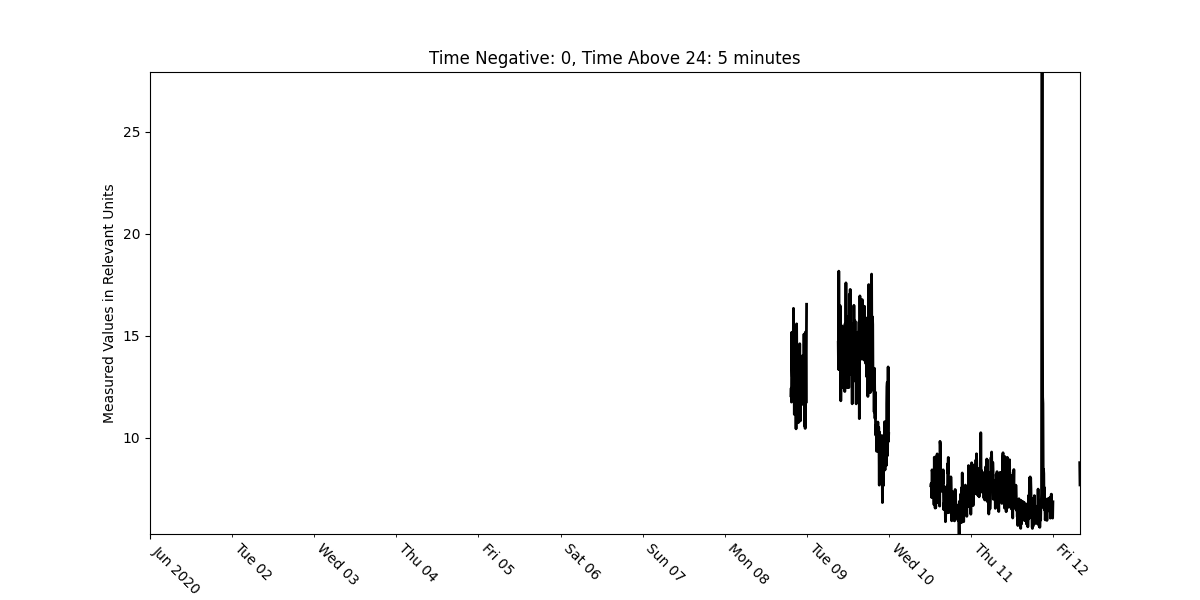 Time Negative: 0, Time Above 24: 5 minutes
Measured Values in Relevant Units
25
20
15
10
Jun 2020
Tue 02
Wed 03
Thu 04
Fri 05
Sat 06
Sun 07
Mon 08
Tue 09
Wed 10
Thu 11
Fri 12